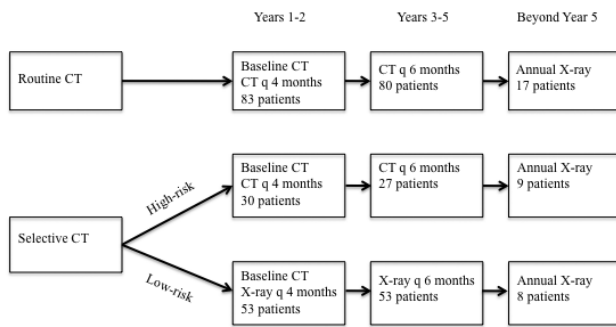 Years 1-2 Years 3-5 Beyond Year 5
Routine CT
Baseline CT
CT q 4 months
83 patients
CT q 6 months
80 patients
Annual X-ray
17 patients
Selective CT
High-risk
Baseline CT
CT q 4 months
30 patients
CT q 6 months
27 patients
Annual X-ray
9 patients
Low-risk
Baseline CT
X-ray q 4 months
53 patients
X-ray q 6 months
53 patients
Annual X-ray
8 patients